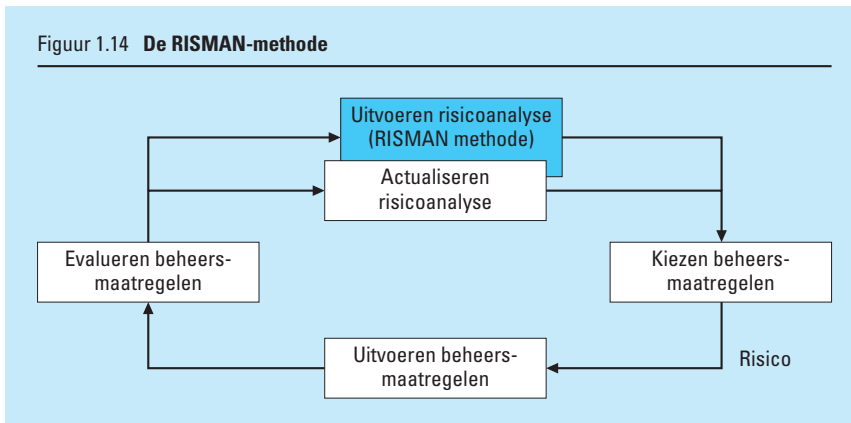 Figuur 1.14 De RISMAN-methode
Uitvoeren risicoanalyse
(RISMAN methode)
Actualiseren
risicoanalyse
Evalueren beheers-
maatregelen
Kiezen beheers-
maatregelen
Uitvoeren beheers-
maatregelen
Risico